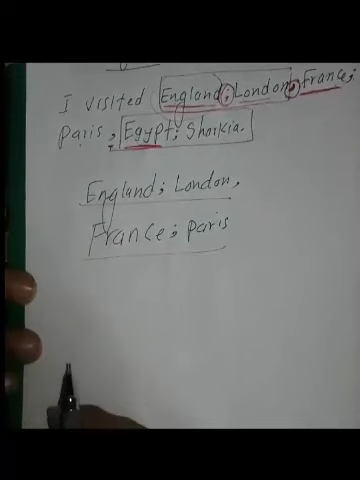 I visited England; London, France;
Paris, Egypt; Sharkia.
England; London,
France; Paris